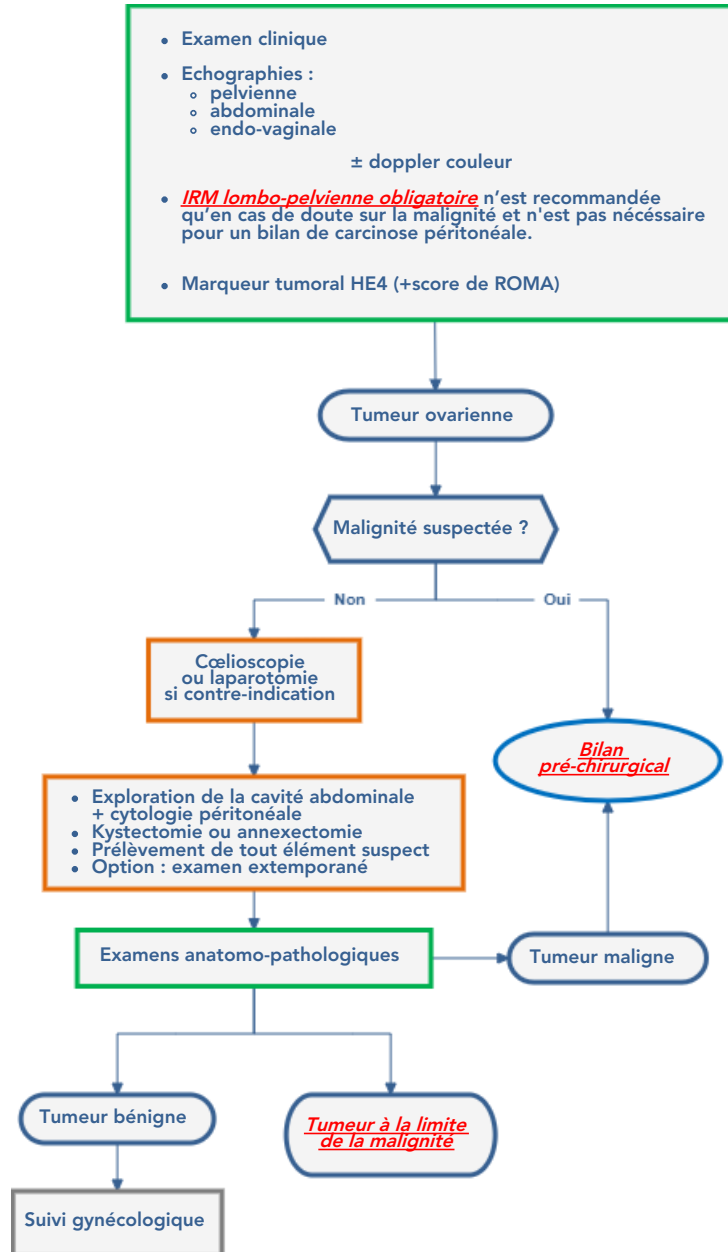 • Examen clinique
• Echographies :
◦ pelvienne
◦ abdominale
◦ endo-vaginale
± doppler couleur
• IRM lombo-pelvienne obligatoire n’est recommandée
qu’en cas de doute sur la malignité et n'est pas nécéssaire
pour un bilan de carcinose péritonéale.
• Marqueur tumoral HE4 (+score de ROMA)
Tumeur ovarienne
Malignité suspectée ?
Non
Oui
Cœlioscopie
ou laparotomie
si contre-indication
Bilan
pré-chirurgical
• Exploration de la cavité abdominale
+ cytologie péritonéale
• Kystectomie ou annexectomie
• Prélèvement de tout élément suspect
• Option : examen extemporané
Examens anatomo-pathologiques
Tumeur maligne
Tumeur bénigne
Tumeur à la limite
de la malignité
Suivi gynécologique